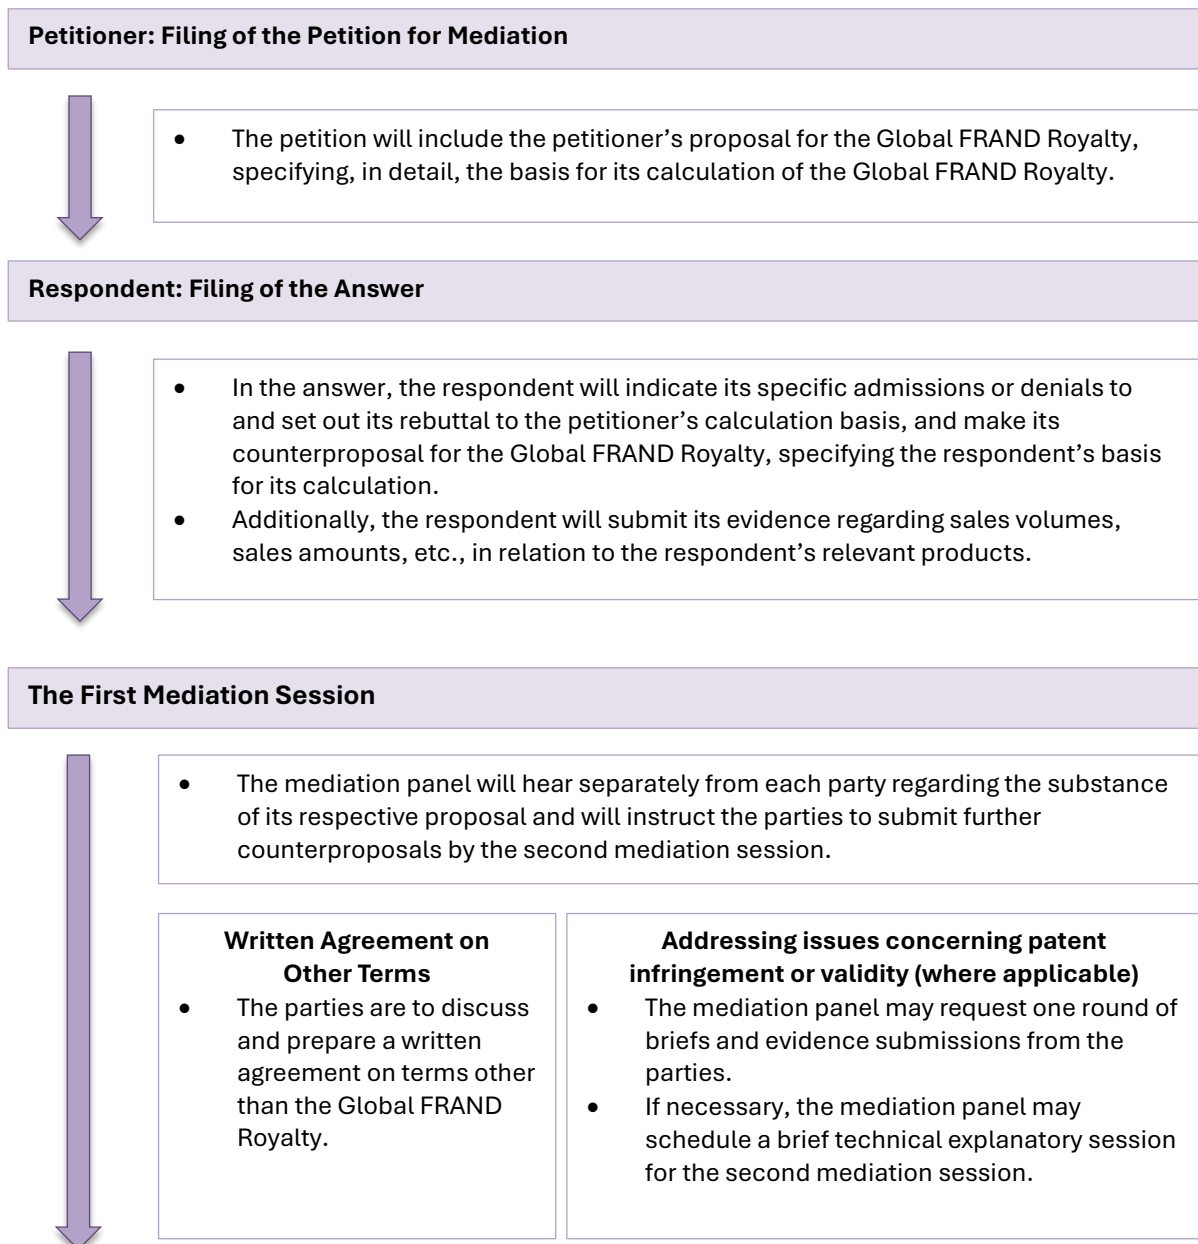 Petitioner: Filing of the Petition for Mediation
• The petition will include the petitioner’s proposal for the Global FRAND Royalty,
specifying, in detail, the basis for its calculation of the Global FRAND Royalty.
Respondent: Filing of the Answer
• In the answer, the respondent will indicate its specific admissions or denials to
and set out its rebuttal to the petitioner’s calculation basis, and make its
counterproposal for the Global FRAND Royalty, specifying the respondent’s basis
for its calculation.
• Additionally, the respondent will submit its evidence regarding sales volumes,
sales amounts, etc., in relation to the respondent’s relevant products.
The First Mediation Session
• The mediation panel will hear separately from each party regarding the substance
of its respective proposal and will instruct the parties to submit further
counterproposals by the second mediation session.
Written Agreement on
Other Terms
• The parties are to discuss
and prepare a written
agreement on terms other
than the Global FRAND
Royalty.
Addressing issues concerning patent
infringement or validity (where applicable)
• The mediation panel may request one round of
briefs and evidence submissions from the
parties.
• If necessary, the mediation panel may
schedule a brief technical explanatory session
for the second mediation session.